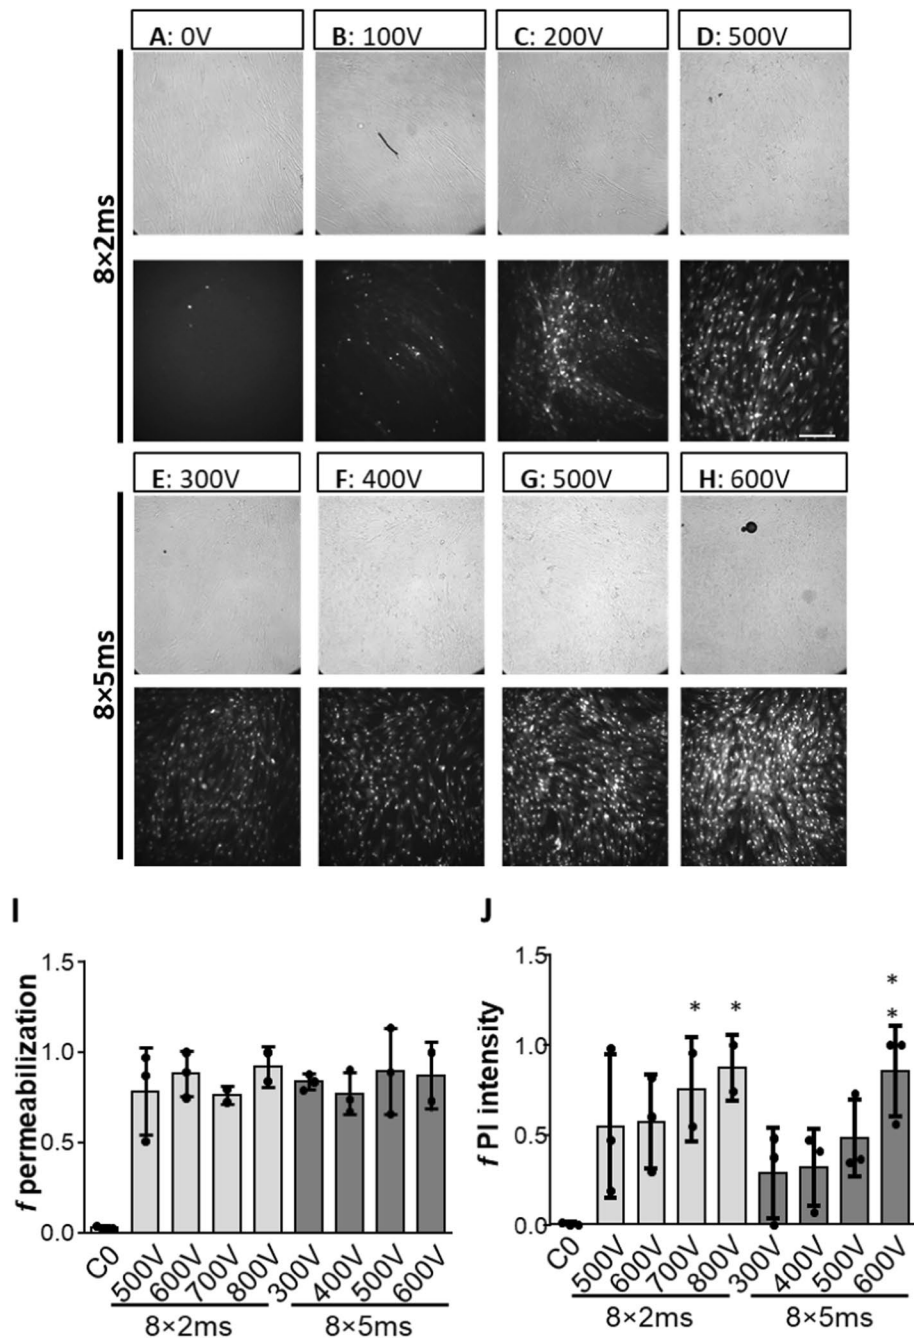 A: 0V
B: 100V
C: 200V
D: 500V
8×2ms
E: 300V
F: 400V
G: 500V
H: 600V
8×5ms
I
f permeabilization
1.5
1.0
0.5
0.0
C0
500V
600V
700V
800V
300V
400V
500V
600V
8×2ms
8×5ms
J
f PI intensity
1.5
1.0
0.5
0.0
*
*
*
*
C0
500V
600V
700V
800V
300V
400V
500V
600V
8×2ms
8×5ms